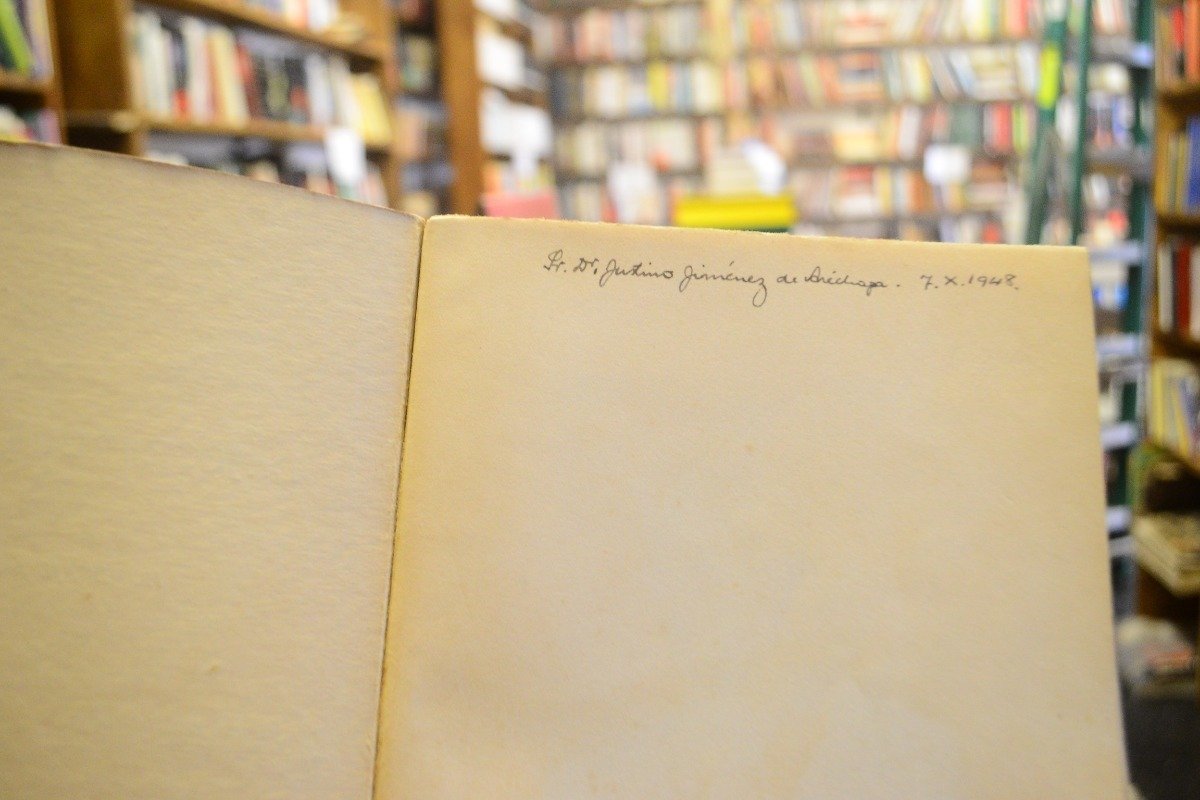 Sr. Dr. Justino Jiménez de Aréchaga. 7.X.1948.